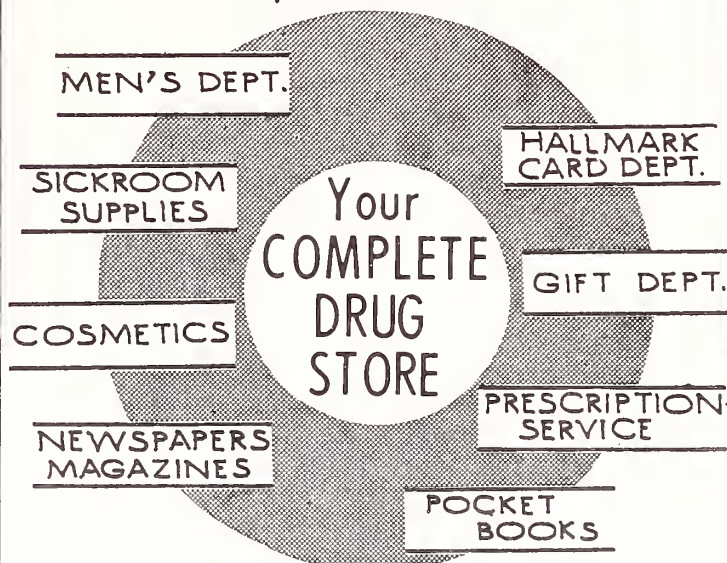 MEN'S DEPT.
SICKROOM
SUPPLIES
COSMETICS
NEWSPAPERS
MAGAZINES
Your
COMPLETE
DRUG
STORE
HALLMARK
CARD DEPT.
GIFT DEPT.
PRESCRIPTION
SERVICE
POCKET
BOOKS